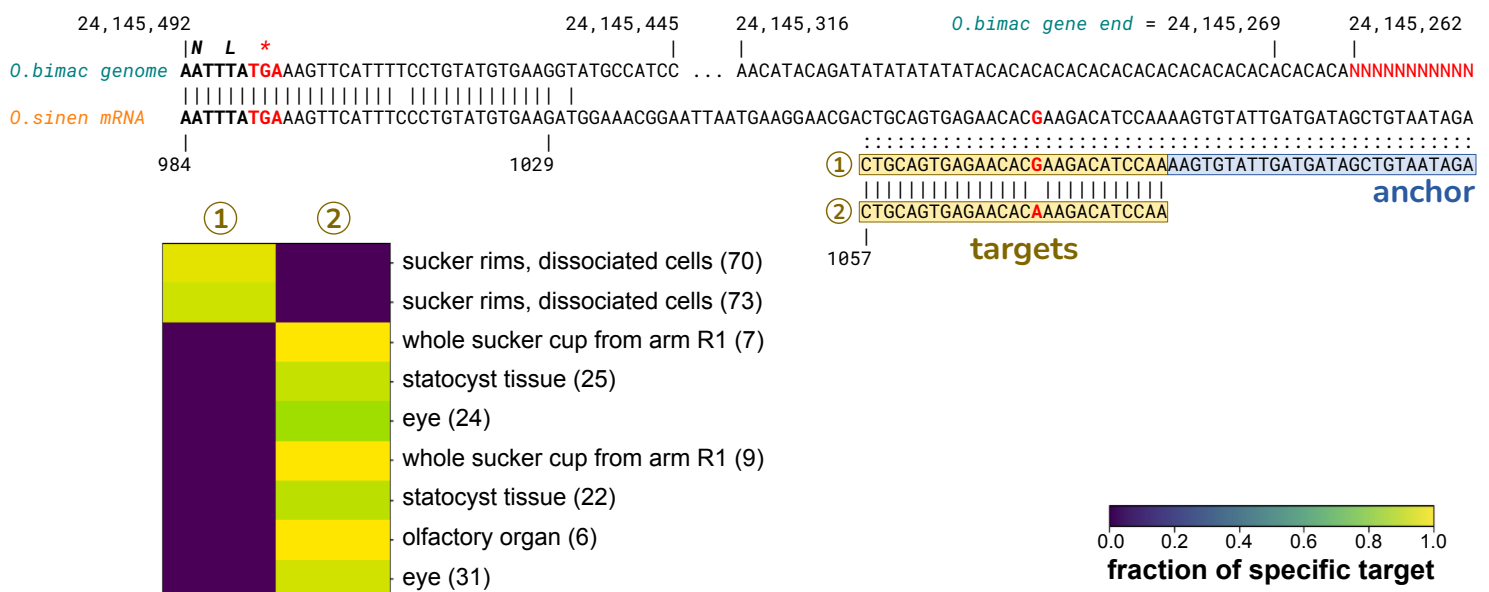 24,145,492 24,145,445 24,145,316 O.bimac gene end = 24,145,269 24,145,262
N L *
O.bimac genome AATTTATGAAAGTTCATTTTCCTGTATGTGAAGGTATGCCATCC ... AACATACAGATATATATATATACACACACACACACACACACACACACACACACACANNNNNNNNNNN
O.sinen mRNA AATTTATGAAAGTTCATTTCCCTGTATGTGAAGATGGAAACGGAATTAATGAAGGAACGACTGCAGTGAGAACACGAAGACATCCAAAAGTGTATTGATGATAGCTGTAATAGA
984 1029
① CTGCAGTGAGAACACGAAGACATCCAAAAGTGTATTGATGATAGCTGTAATAGA
anchor
② CTGCAGTGAGAACACAAAGACATCCAA
1057 targets
① ②
sucker rims, dissociated cells (70)
sucker rims, dissociated cells (73)
whole sucker cup from arm R1 (7)
statocyst tissue (25)
eye (24)
whole sucker cup from arm R1 (9)
statocyst tissue (22)
olfactory organ (6)
eye (31)
0.0 0.2 0.4 0.6 0.8 1.0
fraction of specific target